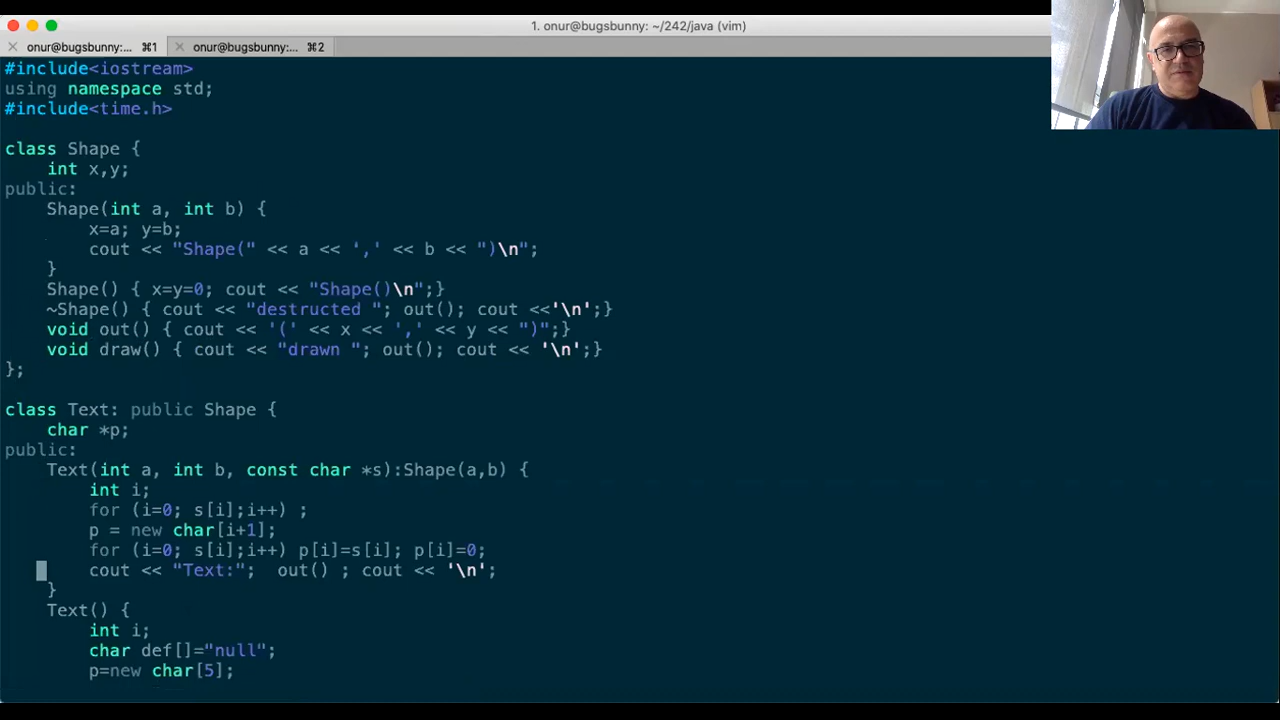 1. onur@bugsbunny: ~/242/java (vim)
onur@bugsbunny:... ⌘1 onur@bugsbunny:... ⌘2
#include<iostream>
using namespace std;
#include<time.h>
class Shape {
    int x,y;
public:
    Shape(int a, int b) {
        x=a; y=b;
        cout << "Shape(" << a << ',' << b << ")\n";
    }
    Shape() { x=y=0; cout << "Shape()\n";}
    ~Shape() { cout << "destructed "; out(); cout <<'\n';}
    void out() { cout << '(' << x << ',' << y << ")";}
    void draw() { cout << "drawn "; out(); cout << '\n';}
};
class Text: public Shape {
    char *p;
public:
    Text(int a, int b, const char *s):Shape(a,b) {
        int i;
        for (i=0; s[i];i++) ;
        p = new char[i+1];
        for (i=0; s[i];i++) p[i]=s[i]; p[i]=0;
        cout << "Text:";  out() ; cout << '\n';
    }
    Text() {
        int i;
        char def[]="null";
        p=new char[5];